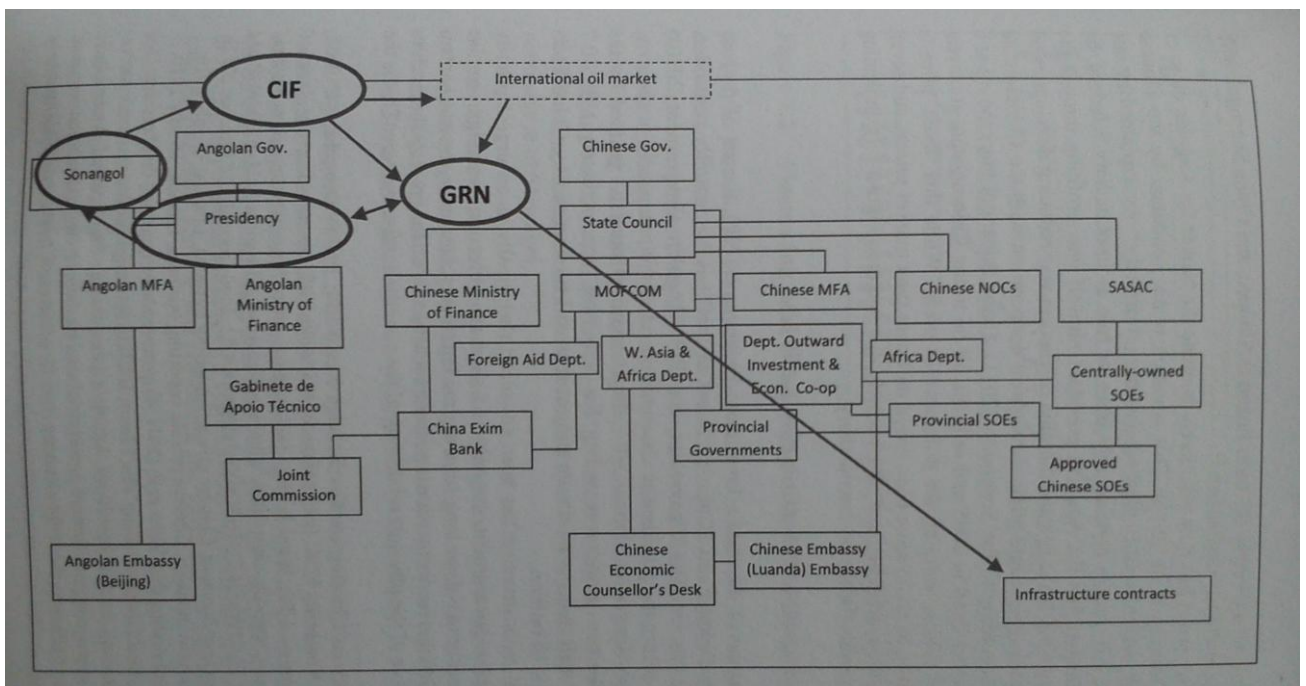 CIF
International oil market
Angolan Gov.
Chinese Gov.
Sonangol
GRN
Presidency
State Council
Angolan MFA
Angolan
Ministry of
Finance
Chinese Ministry
of Finance
MOFCOM
Chinese MFA
Chinese NOCs
SASAC
Foreign Aid Dept.
W. Asia &
Africa Dept.
Dept. Outward
Investment &
Econ. Co-op
Africa Dept.
Centrally-owned
SOEs
Gabinete de
Apoio Técnico
China Exim
Bank
Provincial
Governments
Provincial SOEs
Joint
Commission
Approved
Chinese SOEs
Angolan Embassy
(Beijing)
Chinese
Economic
Counsellor's Desk
Chinese Embassy
(Luanda) Embassy
Infrastructure contracts